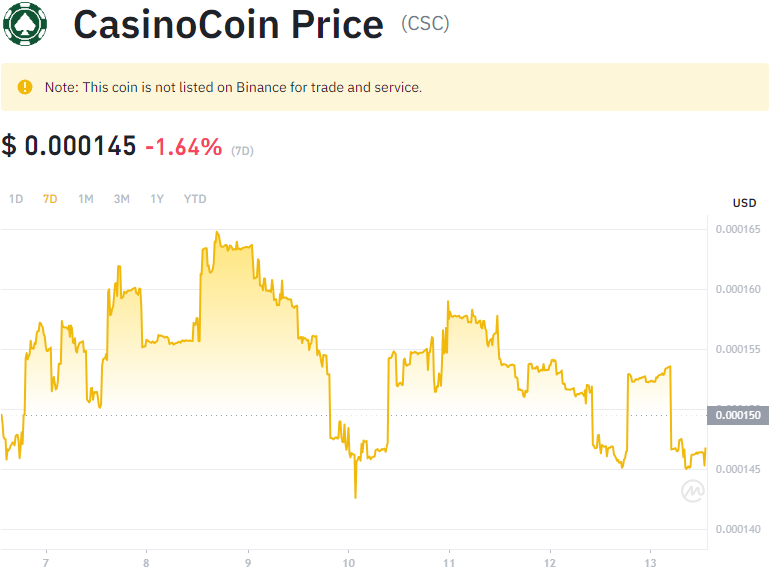 CasinoCoin Price (CSC)
Note: This coin is not listed on Binance for trade and service.
$ 0.000145 -1.64% (7D)
1D 7D 1M 3M 1Y YTD
USD
0.000165
0.000160
0.000155
0.000150
0.000145
0.000140
7 8 9 10 11 12 13